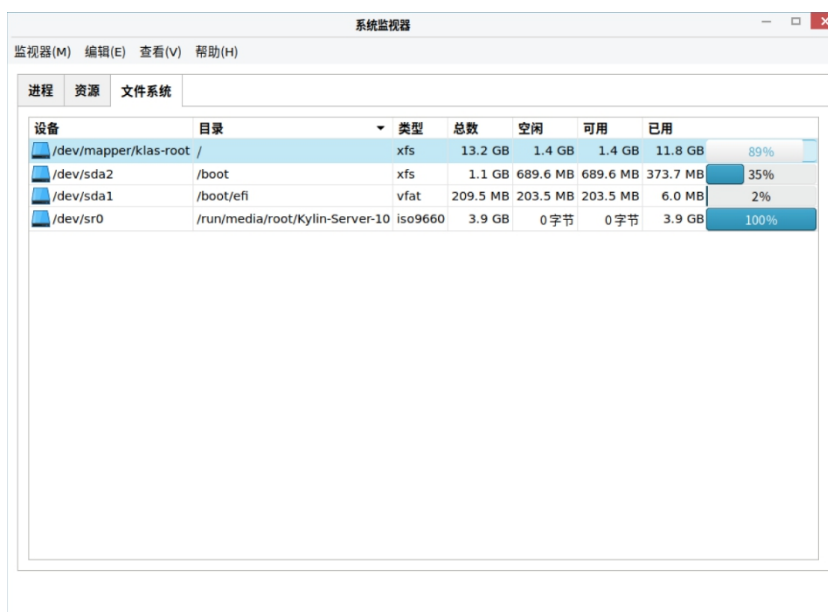 系统监视器
监视器(M) 编辑(E) 查看(V) 帮助(H)
进程 资源 文件系统
设备 目录 类型 总数 空闲 可用 已用
/dev/mapper/klas-root / xfs 13.2 GB 1.4 GB 1.4 GB 11.8 GB 89%
/dev/sda2 /boot xfs 1.1 GB 689.6 MB 689.6 MB 373.7 MB 35%
/dev/sda1 /boot/efi vfat 209.5 MB 203.5 MB 203.5 MB 6.0 MB 2%
/dev/sr0 /run/media/root/Kylin-Server-10 iso9660 3.9 GB 0字节 0字节 3.9 GB 100%